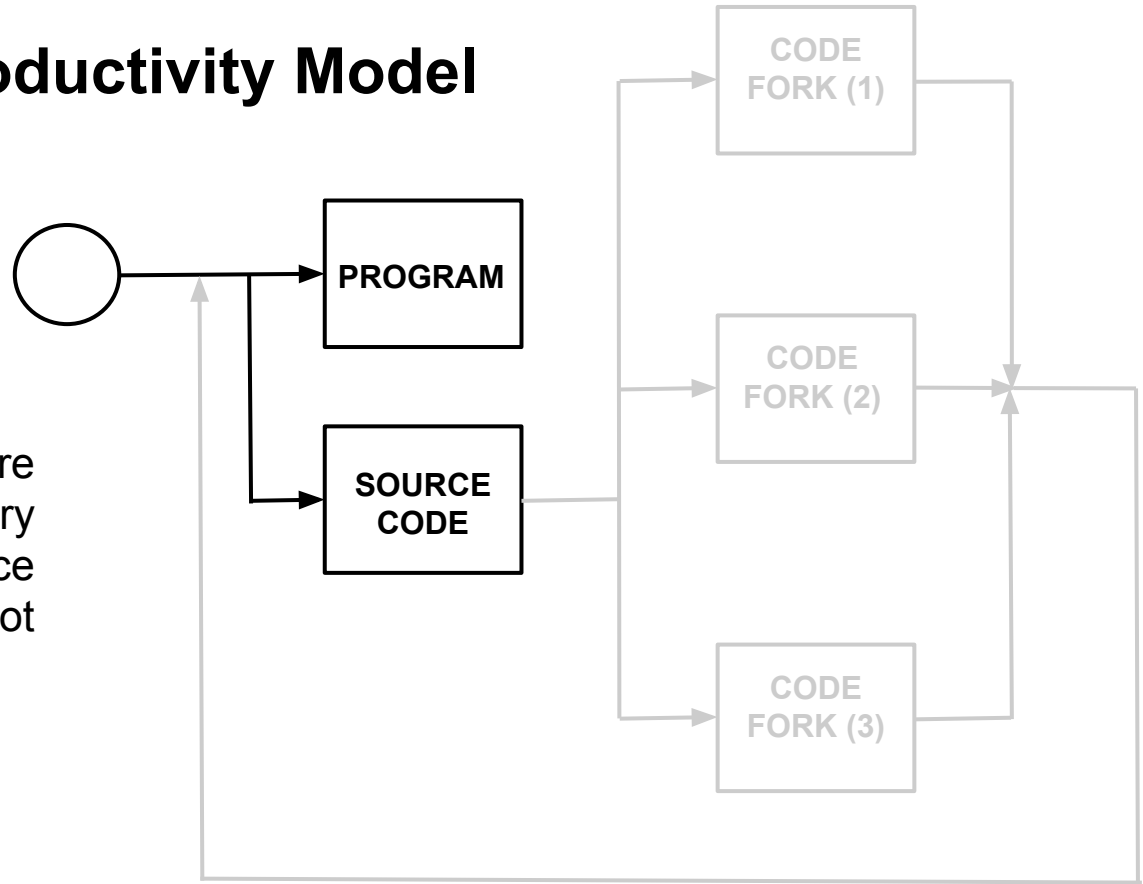 oductivity Model
CODE
FORK (1)
PROGRAM
CODE
FORK (2)
re
ry
ce
ot
SOURCE
CODE
CODE
FORK (3)